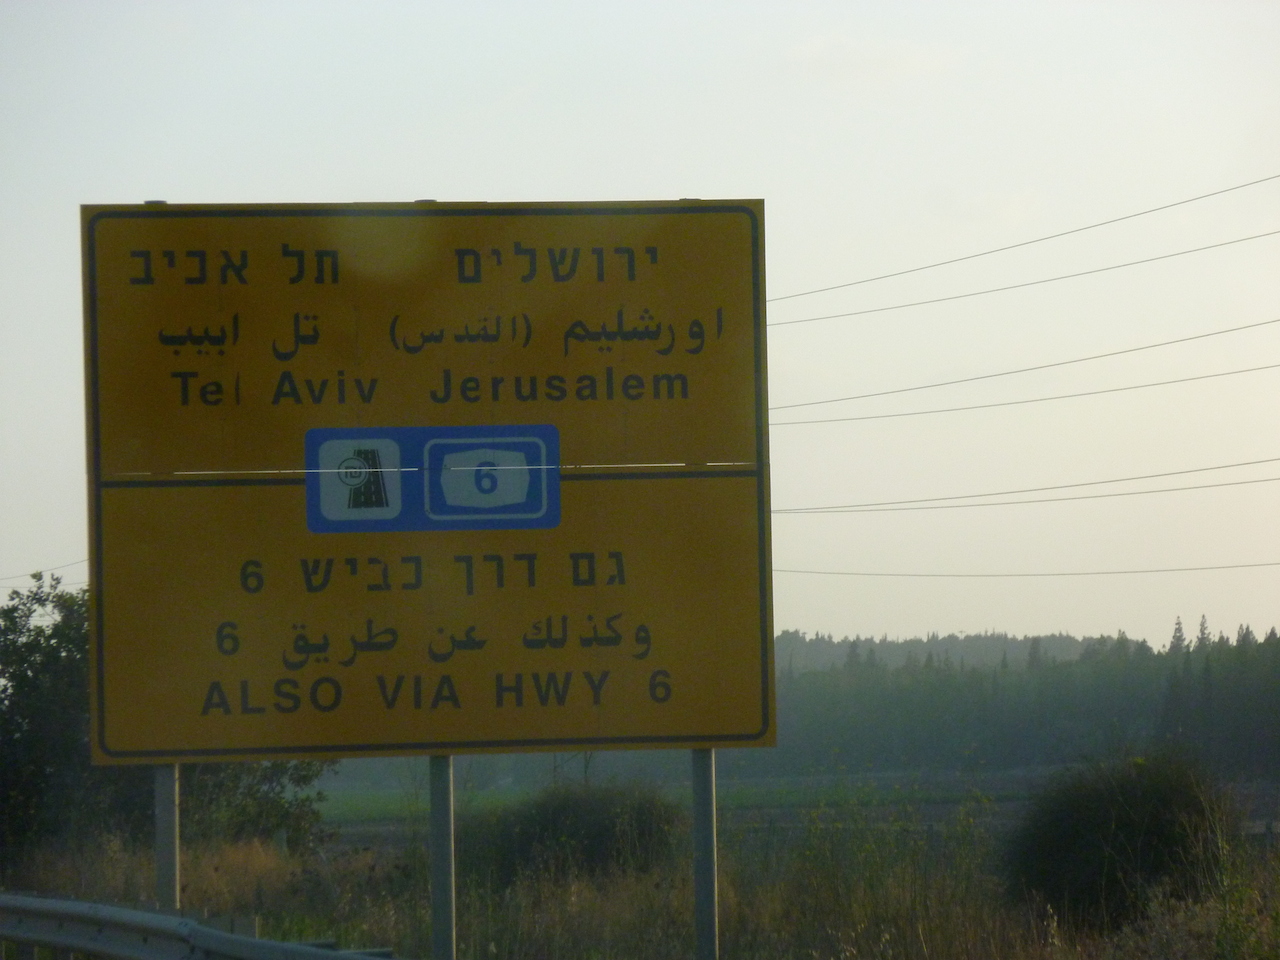 ירושלים תל אביב
اورشليم (القدس) تل ابيب
Tel Aviv Jerusalem
₪ 6
גם דרך כביש 6
وكذلك عن طريق 6
ALSO VIA HWY 6